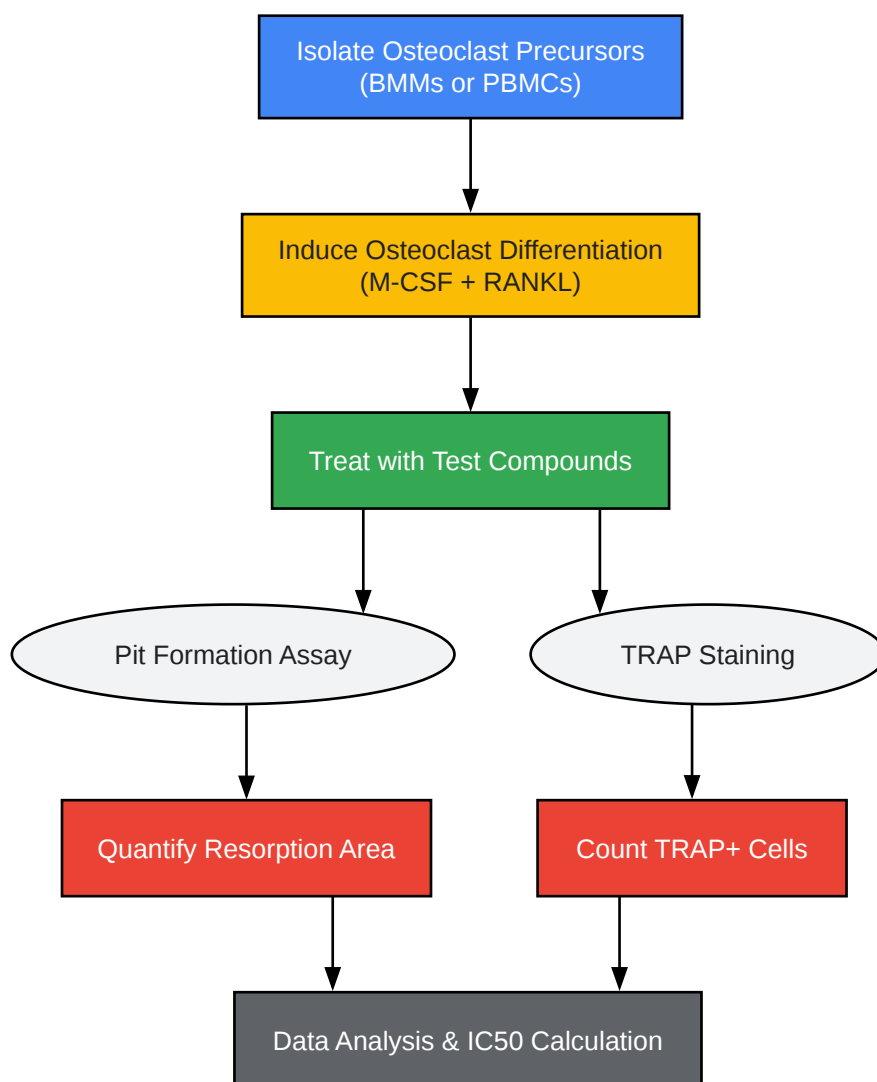 Isolate Osteoclast Precursors
(BMMs or PBMCs)
Induce Osteoclast Differentiation
(M-CSF + RANKL)
Treat with Test Compounds
Pit Formation Assay
TRAP Staining
Quantify Resorption Area
Count TRAP+ Cells
Data Analysis & IC50 Calculation